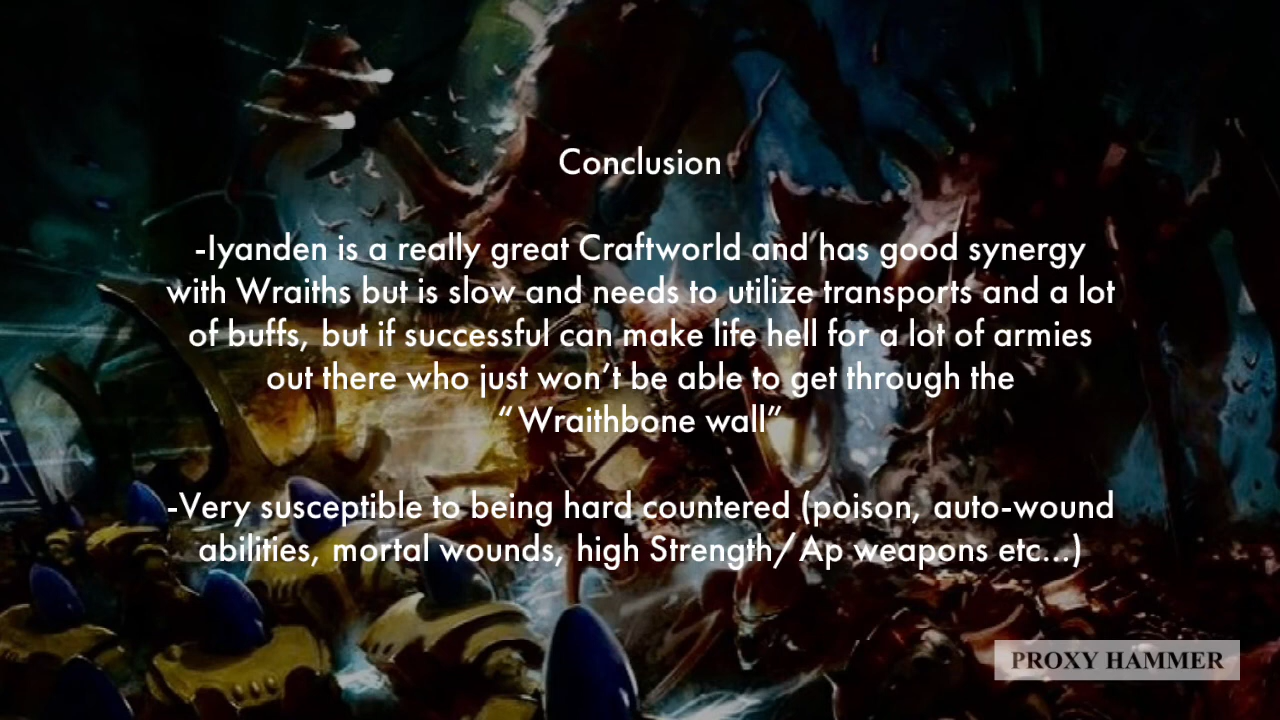 Conclusion
-Iyanden is a really great Craftworld and has good synergy
with Wraiths but is slow and needs to utilize transports and a lot
of buffs, but if successful can make life hell for a lot of armies
out there who just won’t be able to get through the
“Wraithbone wall”
-Very susceptible to being hard countered (poison, auto-wound
abilities, mortal wounds, high Strength/Ap weapons etc...)
PROXY HAMMER